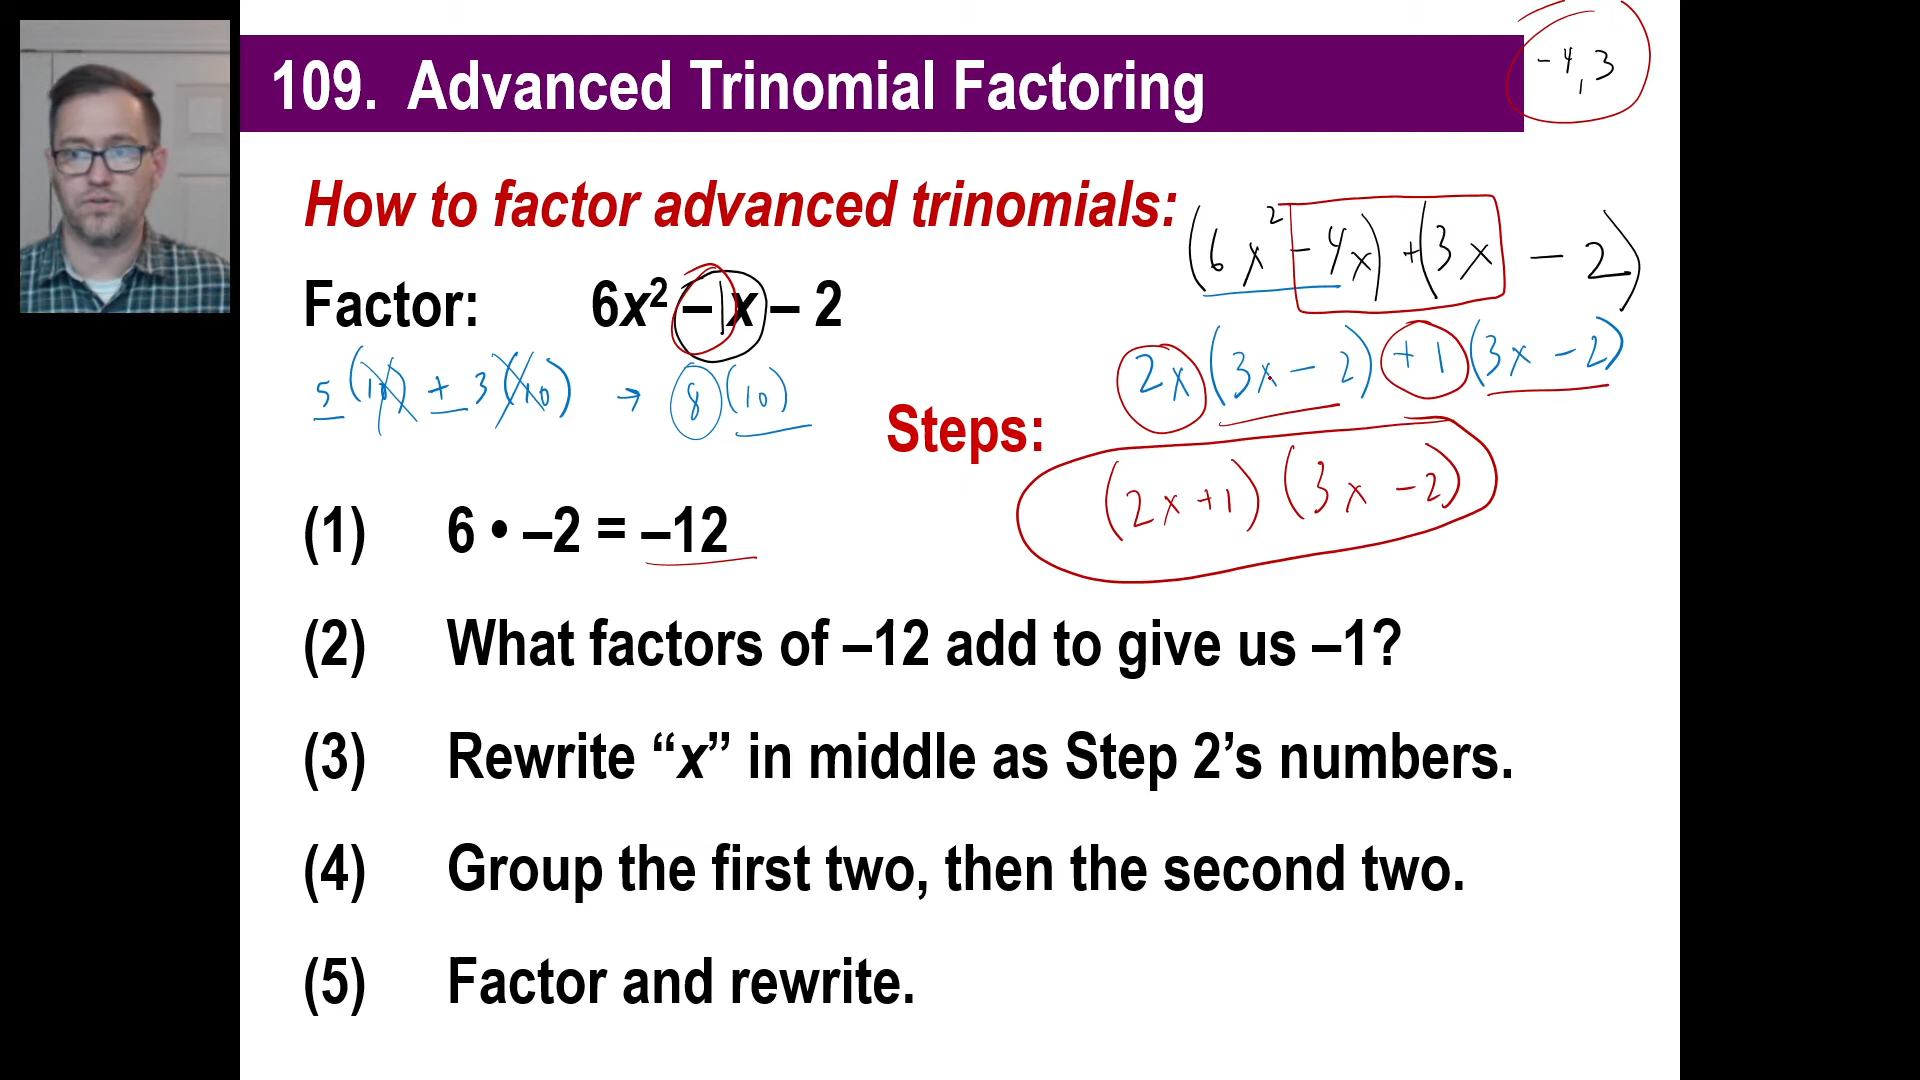 109. Advanced Trinomial Factoring
-4, 3
How to factor advanced trinomials:
(6x² - 4x) + (3x - 2)
Factor: 6x² – 1x – 2
2x (3x - 2) + 1 (3x - 2)
5 (10) + 3 (10) → 8 (10)
Steps:
(2x+1) (3x - 2)
(1) 6 • –2 = –12
(2) What factors of –12 add to give us –1?
(3) Rewrite “x” in middle as Step 2’s numbers.
(4) Group the first two, then the second two.
(5) Factor and rewrite.